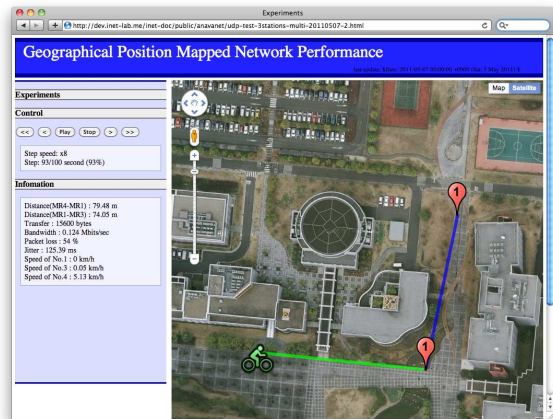 Experiments
http://dev.inet-lab.me/inet-doc/public/anavanet/udp-test-3stations-multi-20110507-2.html
Geographical Position Mapped Network Performance
Experiments
Control
<< < Play Stop > >>
Step speed: x8
Step: 93/100 second (93%)
Infomation
Distance(MR4-MR1) : 79.48 m
Distance(MR1-MR3) : 74.05 m
Transfer : 15600 bytes
Bandwidth : 0.124 Mbits/sec
Packet loss : 54 %
Jitter : 125.39 ms
Speed of No.1 : 0 km/h
Speed of No.3 : 0.05 km/h
Speed of No.4 : 5.13 km/h
Map Satellite
1
1